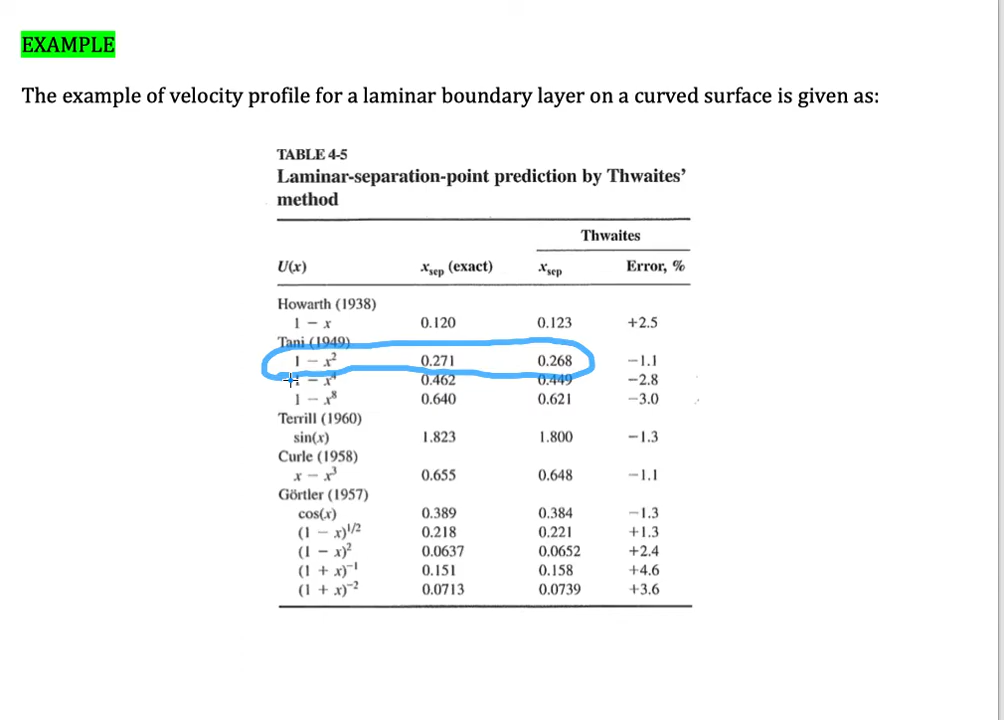 EXAMPLE
The example of velocity profile for a laminar boundary layer on a curved surface is given as:
TABLE 4-5
Laminar-separation-point prediction by Thwaites’
method
Thwaites
U(x) xsep (exact) xsep Error, %
Howarth (1938)
1 − x 0.120 0.123 +2.5
Tani (1949)
1 − x² 0.271 0.268 −1.1
1 − x⁴ 0.462 0.449 −2.8
1 − x⁸ 0.640 0.621 −3.0
Terrill (1960)
sin(x) 1.823 1.800 −1.3
Curle (1958)
x − x³ 0.655 0.648 −1.1
Görtler (1957)
cos(x) 0.389 0.384 −1.3
(1 − x)¹/² 0.218 0.221 +1.3
(1 − x)² 0.0637 0.0652 +2.4
(1 + x)⁻¹ 0.151 0.158 +4.6
(1 + x)⁻² 0.0713 0.0739 +3.6